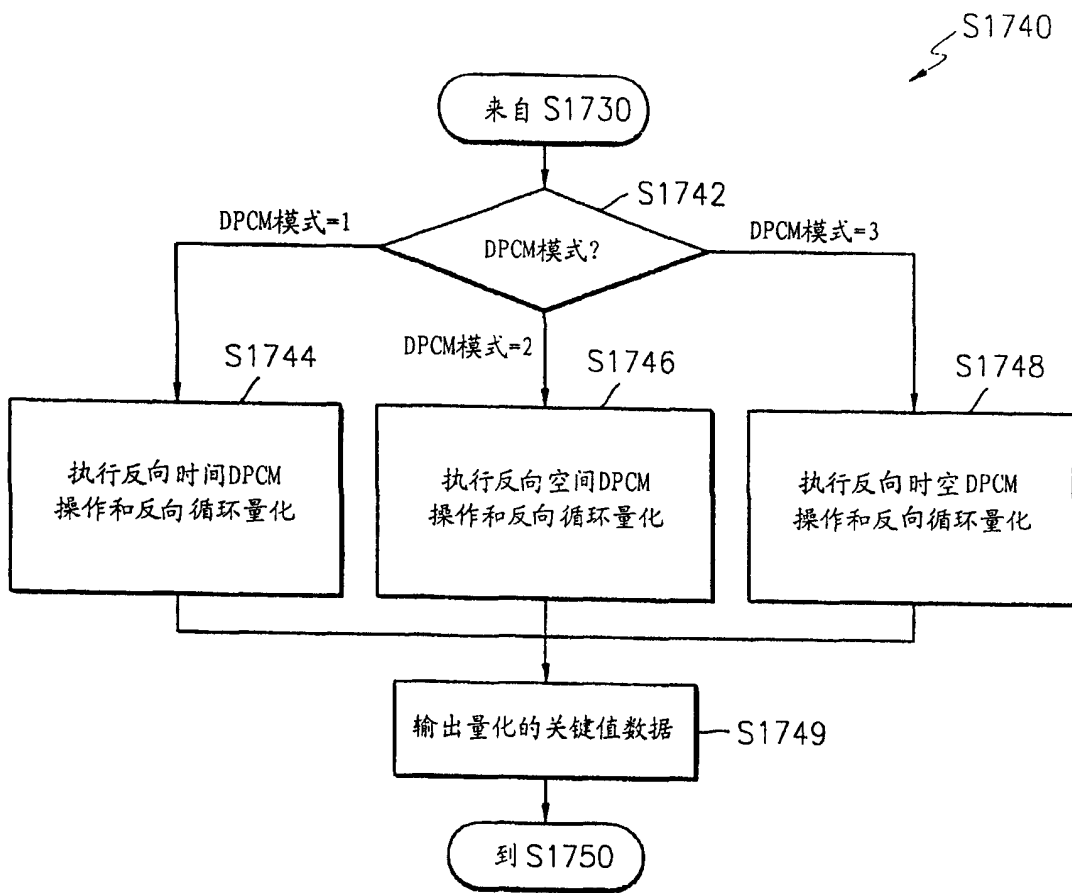 S1740
来自 S1730
S1742
DPCM模式=1
DPCM模式?
DPCM模式=3
DPCM模式=2
S1744
S1746
S1748
执行反向时间DPCM
操作和反向循环量化
执行反向空间DPCM
操作和反向循环量化
执行反向时空DPCM
操作和反向循环量化
输出量化的关键值数据
S1749
到 S1750